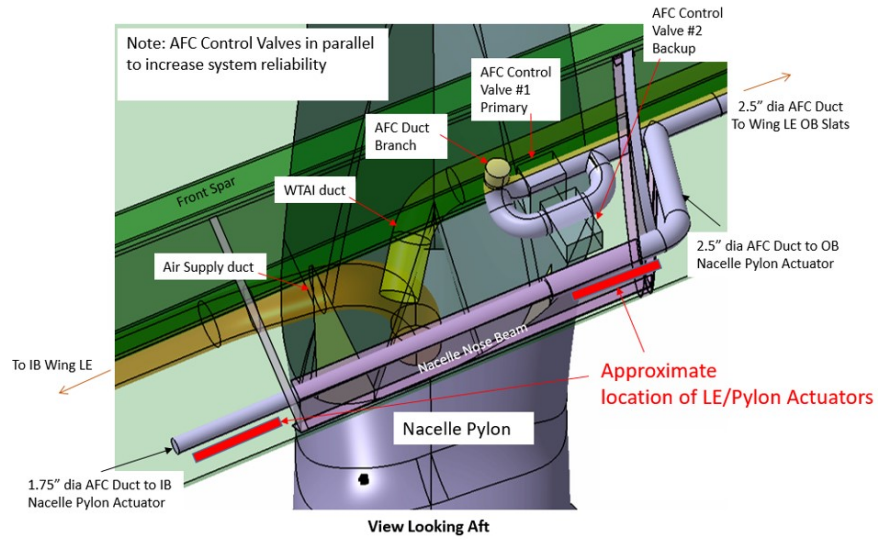 Note: AFC Control Valves in parallel
to increase system reliability
AFC Control
Valve #2
Backup
AFC Control
Valve #1
Primary
2.5” dia AFC Duct
To Wing LE OB Slats
AFC Duct
Branch
Front Spar
WTAI duct
Air Supply duct
2.5” dia AFC Duct to OB
Nacelle Pylon Actuator
To IB Wing LE
Nacelle Nose Beam
Approximate
location of LE/Pylon Actuators
Nacelle Pylon
1.75” dia AFC Duct to IB
Nacelle Pylon Actuator
View Looking Aft